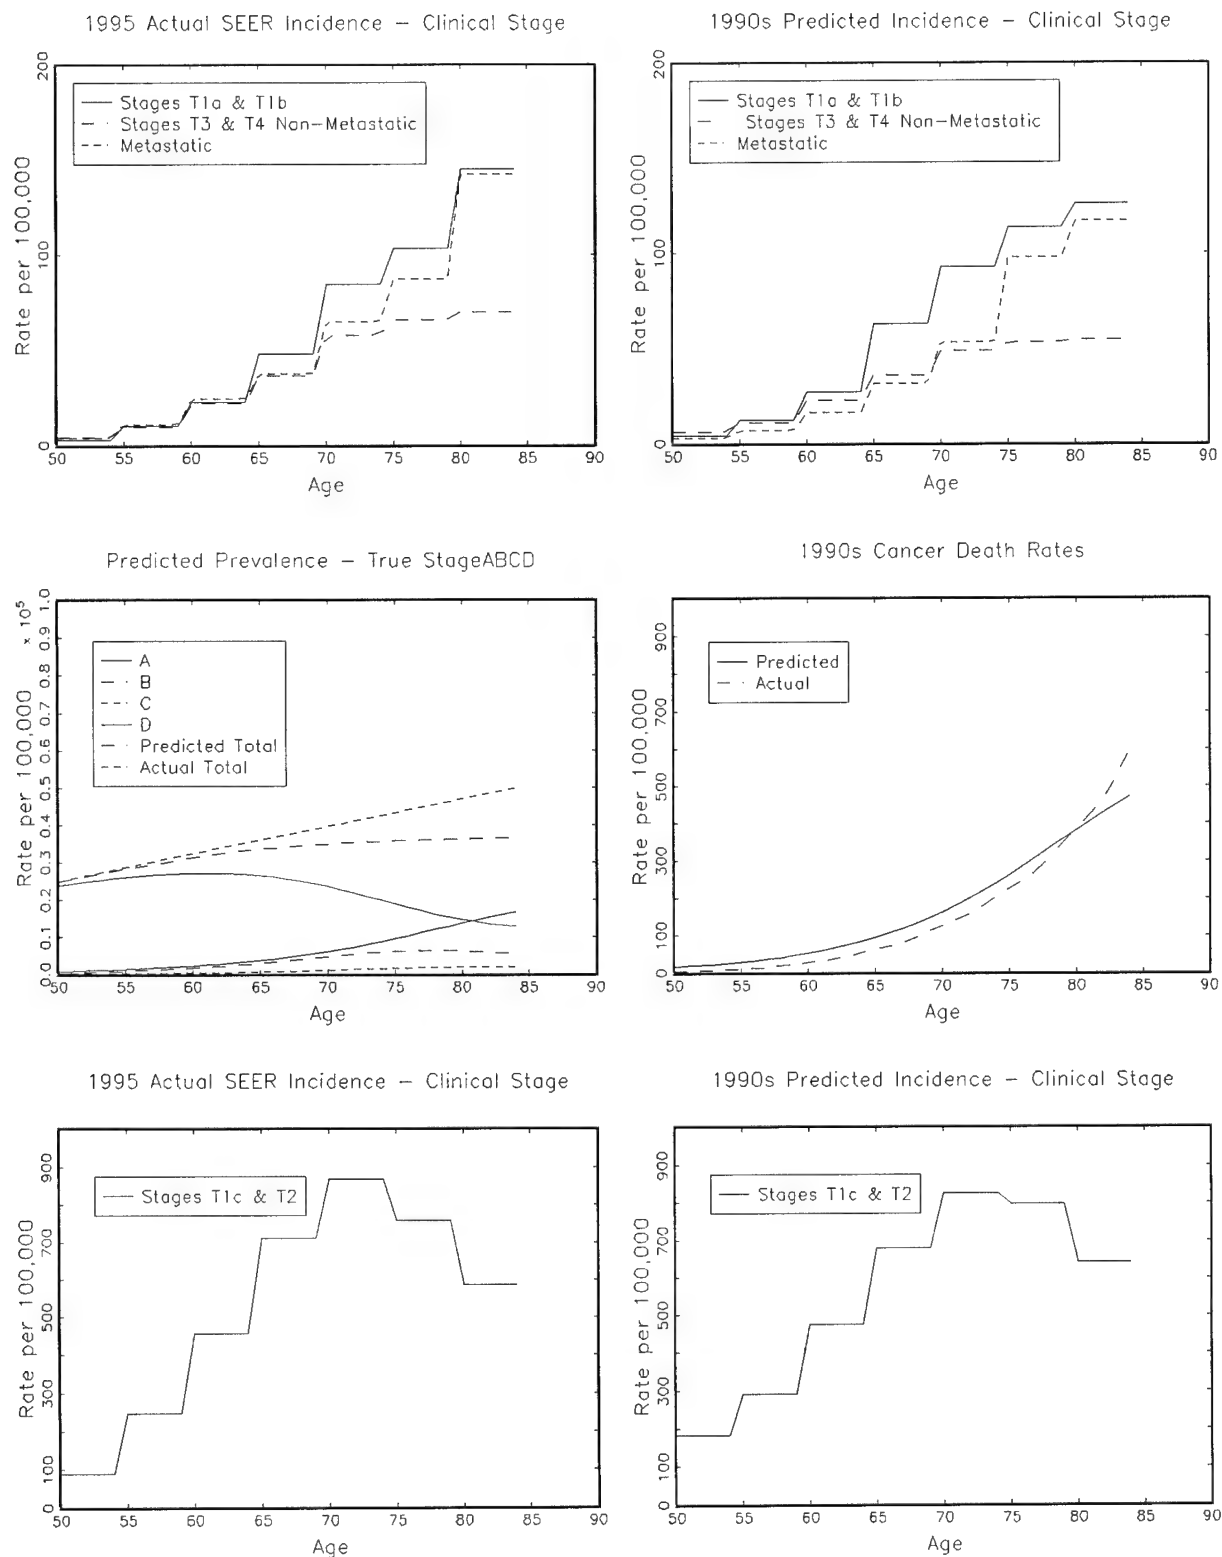 1995 Actual SEER Incidence – Clinical Stage
Rate per 100,000
200
100
0
Stages T1a & T1b
Stages T3 & T4 Non–Metastatic
Metastatic
50 55 60 65 70 75 80 85 90
Age
1990s Predicted Incidence – Clinical Stage
Rate per 100,000
200
100
0
Stages T1a & T1b
Stages T3 & T4 Non–Metastatic
Metastatic
50 55 60 65 70 75 80 85 90
Age
Predicted Prevalence – True StageABCD
Rate per 100,000
× 10⁵
1.0
0.9
0.8
0.7
0.6
0.5
0.4
0.3
0.2
0.1
0.0
A
B
C
D
Predicted Total
Actual Total
50 55 60 65 70 75 80 85 90
Age
1990s Cancer Death Rates
Rate per 100,000
900
700
500
300
100
0
Predicted
Actual
50 55 60 65 70 75 80 85 90
Age
1995 Actual SEER Incidence – Clinical Stage
Rate per 100,000
900
700
500
300
100
0
Stages T1c & T2
50 55 60 65 70 75 80 85 90
Age
1990s Predicted Incidence – Clinical Stage
Rate per 100,000
900
700
500
300
100
0
Stages T1c & T2
50 55 60 65 70 75 80 85 90
Age